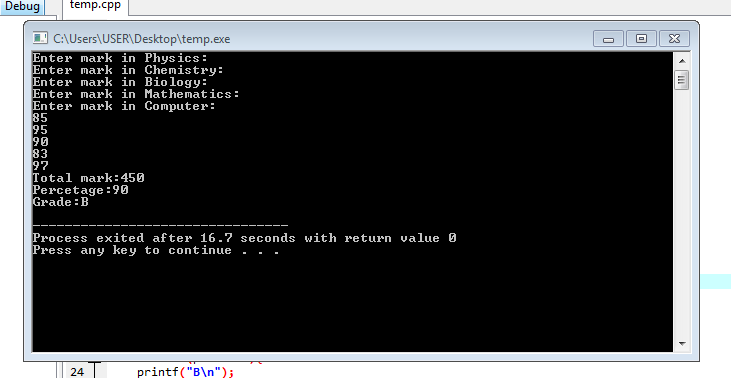 Debug
temp.cpp
C:\Users\USER\Desktop\temp.exe
Enter mark in Physics:
Enter mark in Chemistry:
Enter mark in Biology:
Enter mark in Mathematics:
Enter mark in Computer:
85
95
90
83
97
Total mark:450
Percetage:90
Grade:B
--------------------------------
Process exited after 16.7 seconds with return value 0
Press any key to continue . . .
24 printf("B\n");